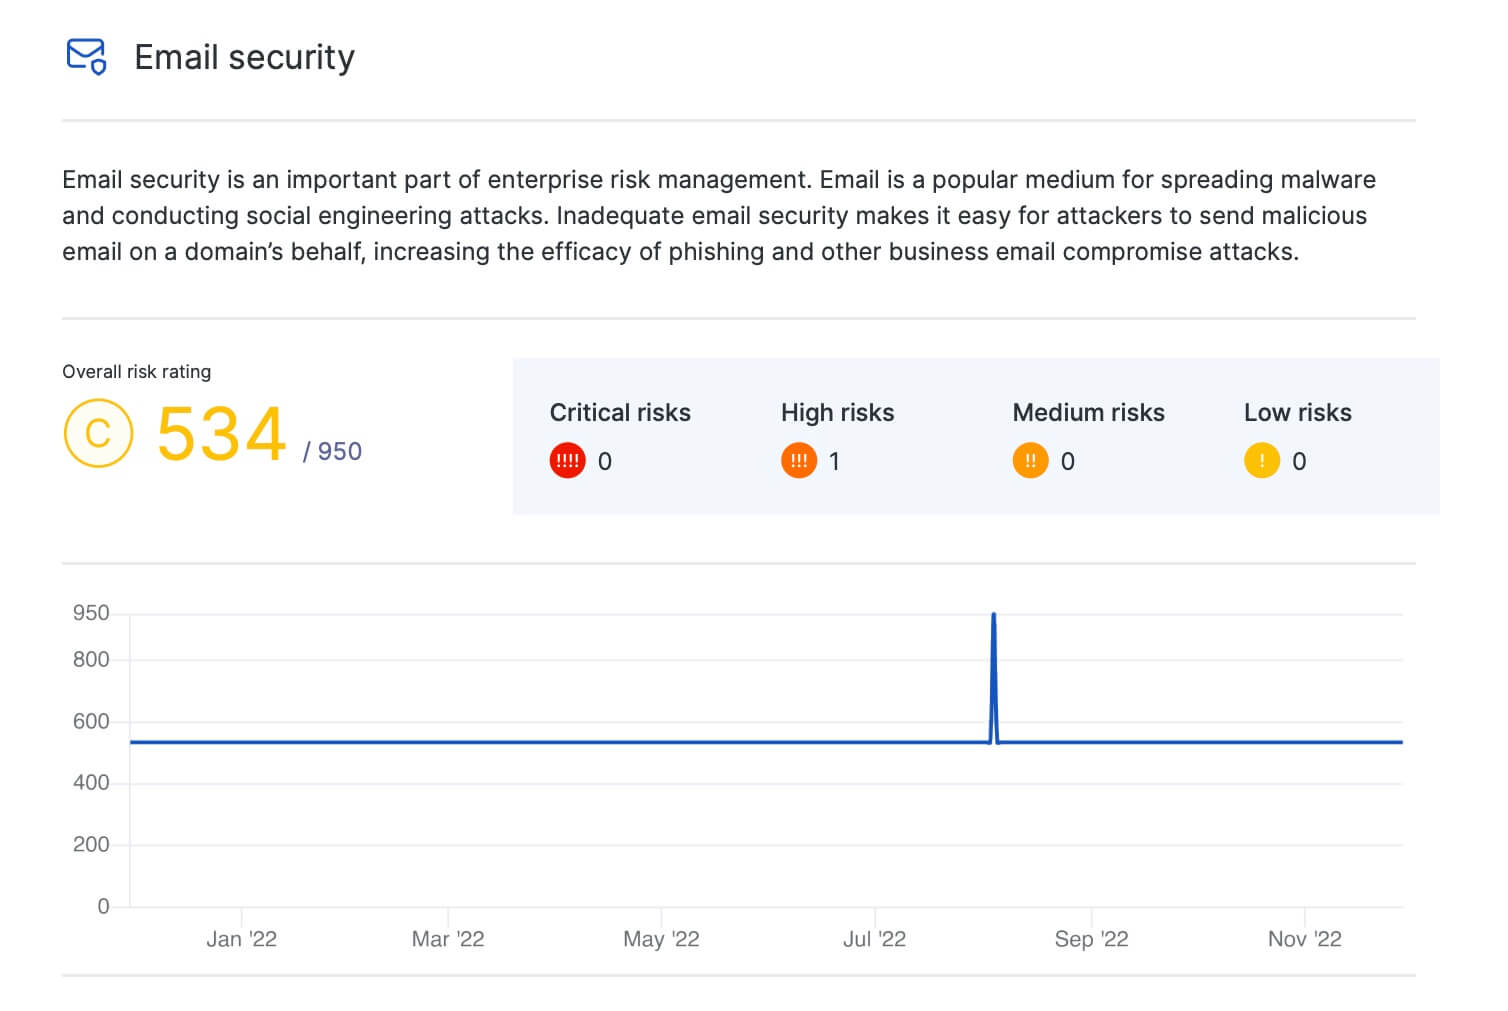 Email security
Email security is an important part of enterprise risk management. Email is a popular medium for spreading malware
and conducting social engineering attacks. Inadequate email security makes it easy for attackers to send malicious
email on a domain’s behalf, increasing the efficacy of phishing and other business email compromise attacks.
Overall risk rating
C 534 / 950
Critical risks
!!!! 0
High risks
!!! 1
Medium risks
!! 0
Low risks
! 0
950
800
600
400
200
0
Jan '22 Mar '22 May '22 Jul '22 Sep '22 Nov '22